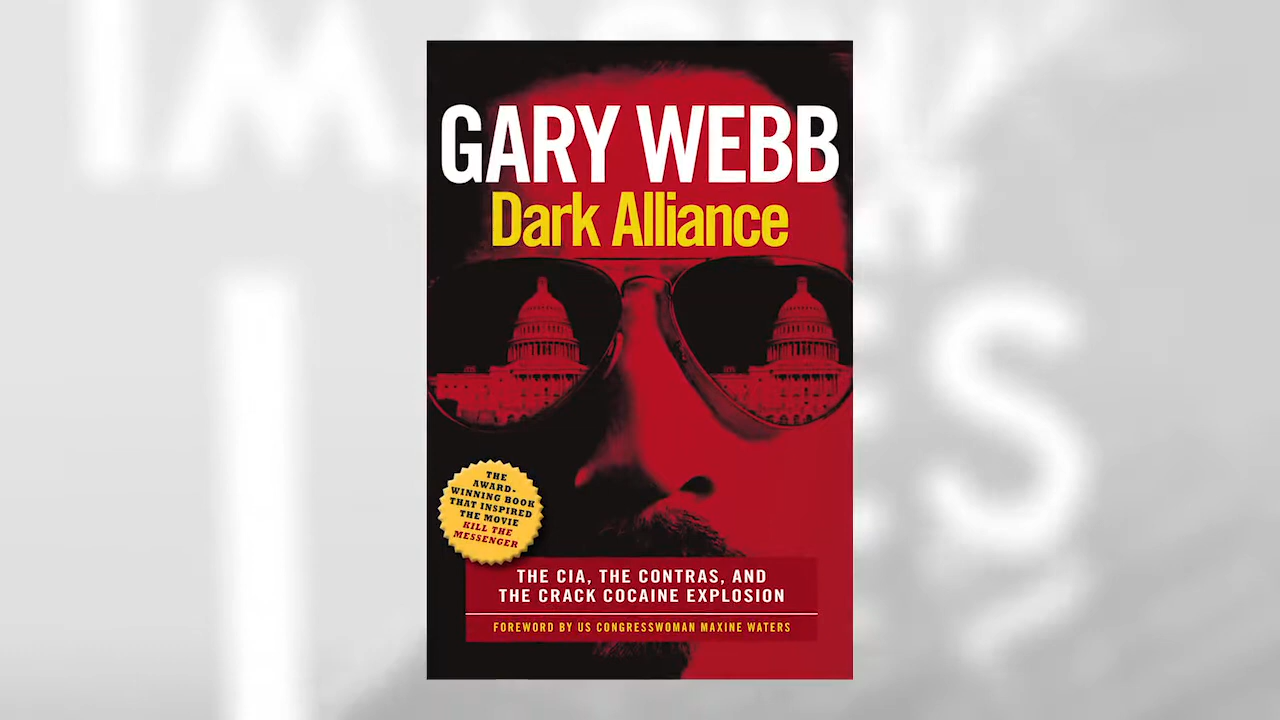 GARY WEBB
Dark Alliance
THE
AWARD-
WINNING BOOK
THAT INSPIRED
THE MOVIE
KILL THE
MESSENGER
THE CIA, THE CONTRAS, AND
THE CRACK COCAINE EXPLOSION
FOREWORD BY US CONGRESSWOMAN MAXINE WATERS